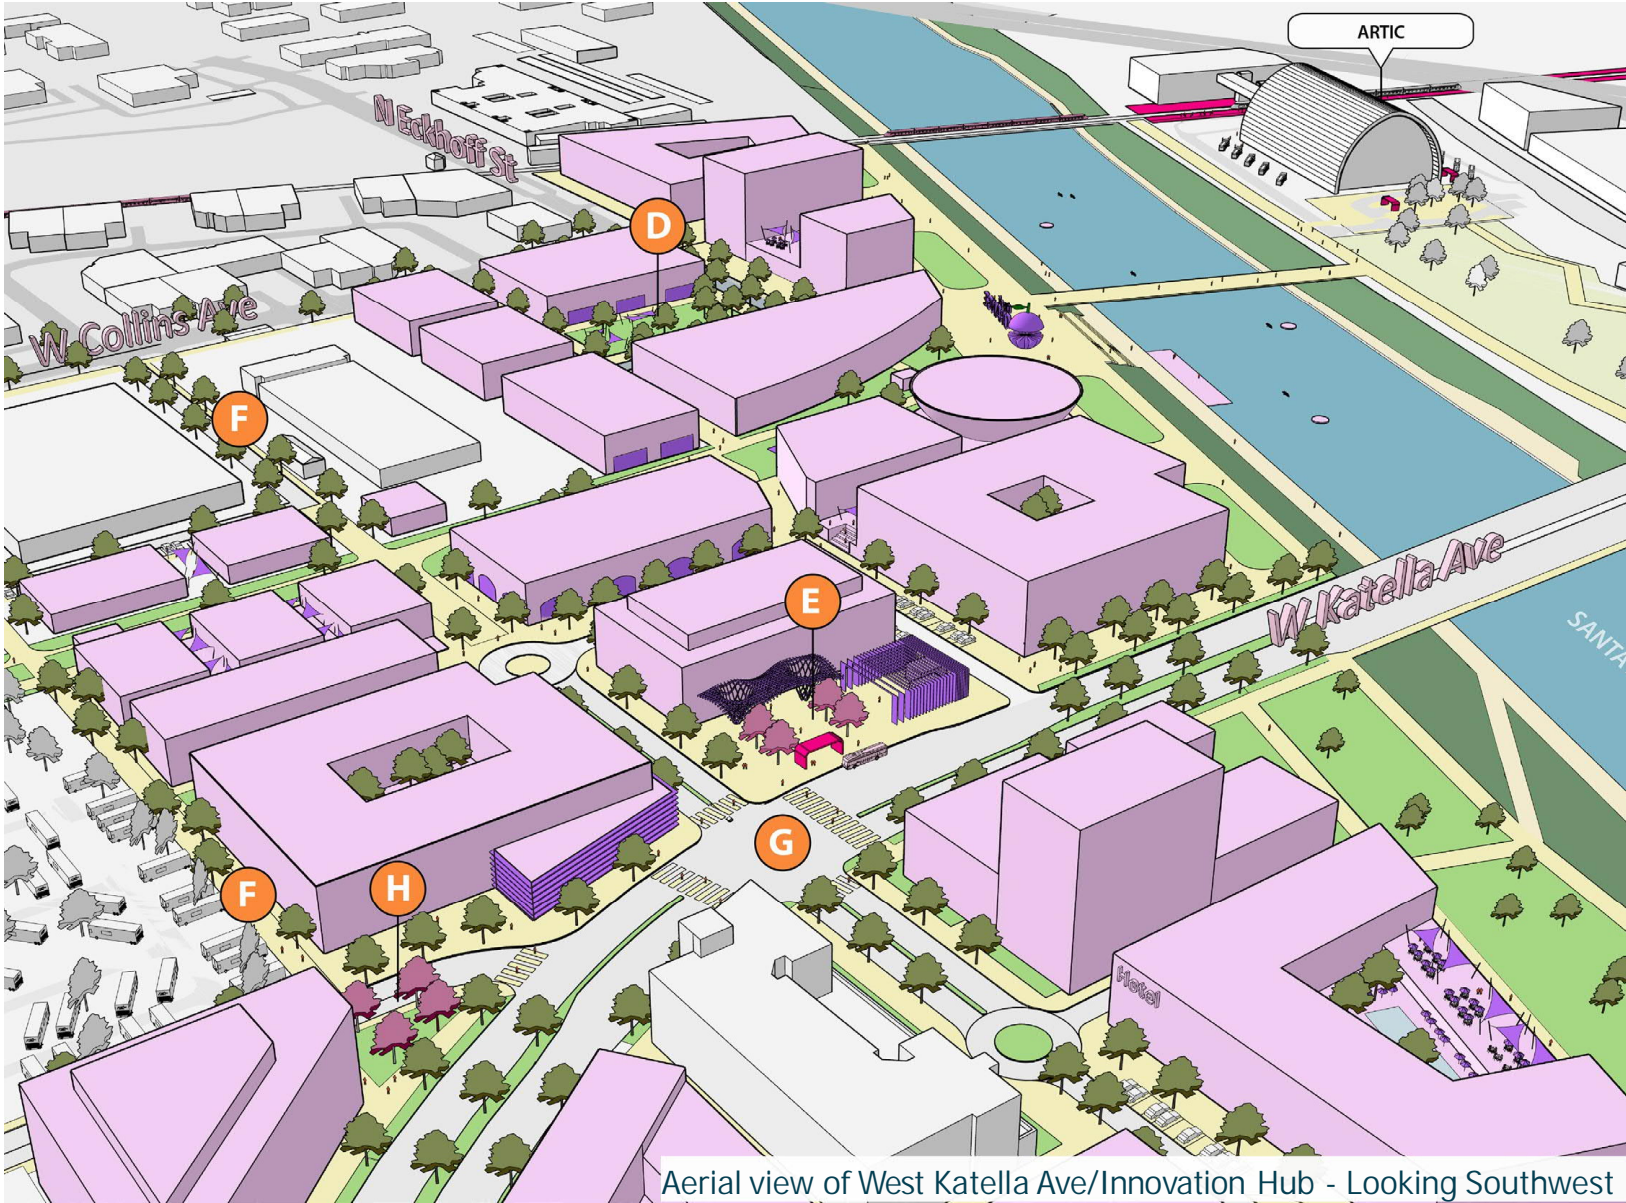 ARTIC
N Eckhoff St
D
W Collins Ave
F
W Katella Ave
E
SANTA
G
F
H
Hotel
Aerial view of West Katella Ave/Innovation Hub - Looking Southwest